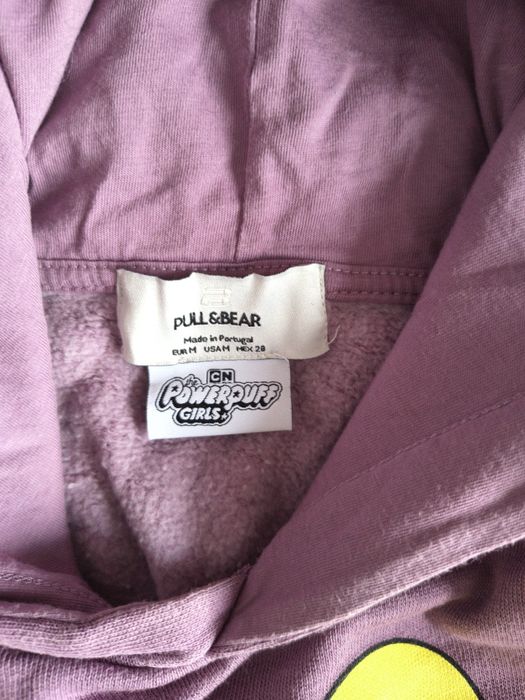 PULL&BEAR
Made in Portugal
EUR M USA M MEX 28
CN
the
POWERPUFF
GIRLS